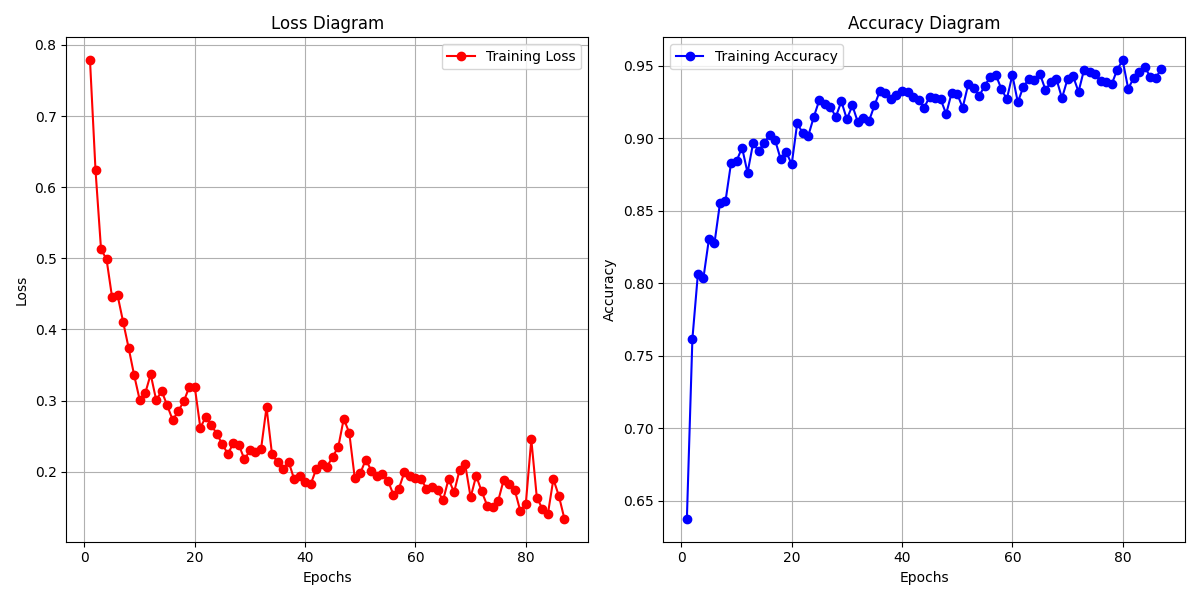 Loss Diagram
Training Loss
0.8
0.7
0.6
0.5
0.4
0.3
0.2
Loss
0 20 40 60 80
Epochs
Accuracy Diagram
Training Accuracy
0.95
0.90
0.85
0.80
0.75
0.70
0.65
Accuracy
0 20 40 60 80
Epochs